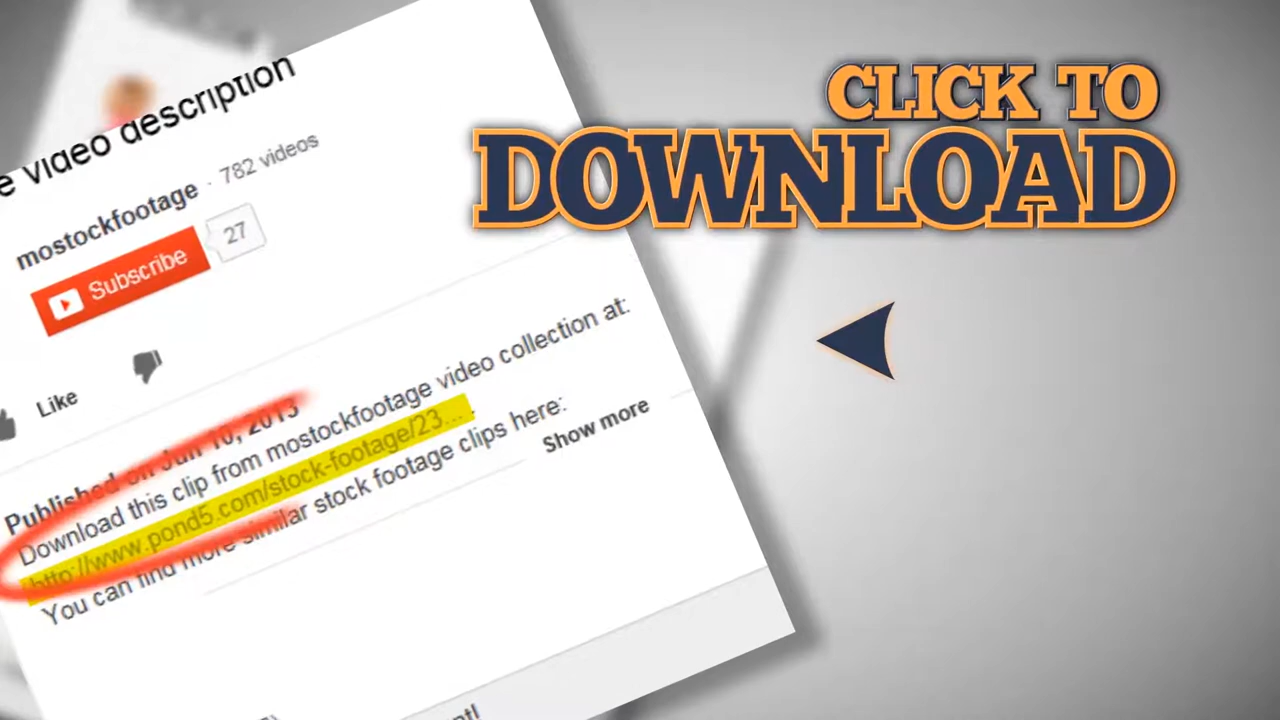 CLICK TO
DOWNLOAD
e video description
mostockfootage · 782 videos
Subscribe
27
Like
Published on Jun 10, 2013
Download this clip from mostockfootage video collection at:
http://www.pond5.com/stock-footage/23... .
You can find more similar stock footage clips here:
Show more